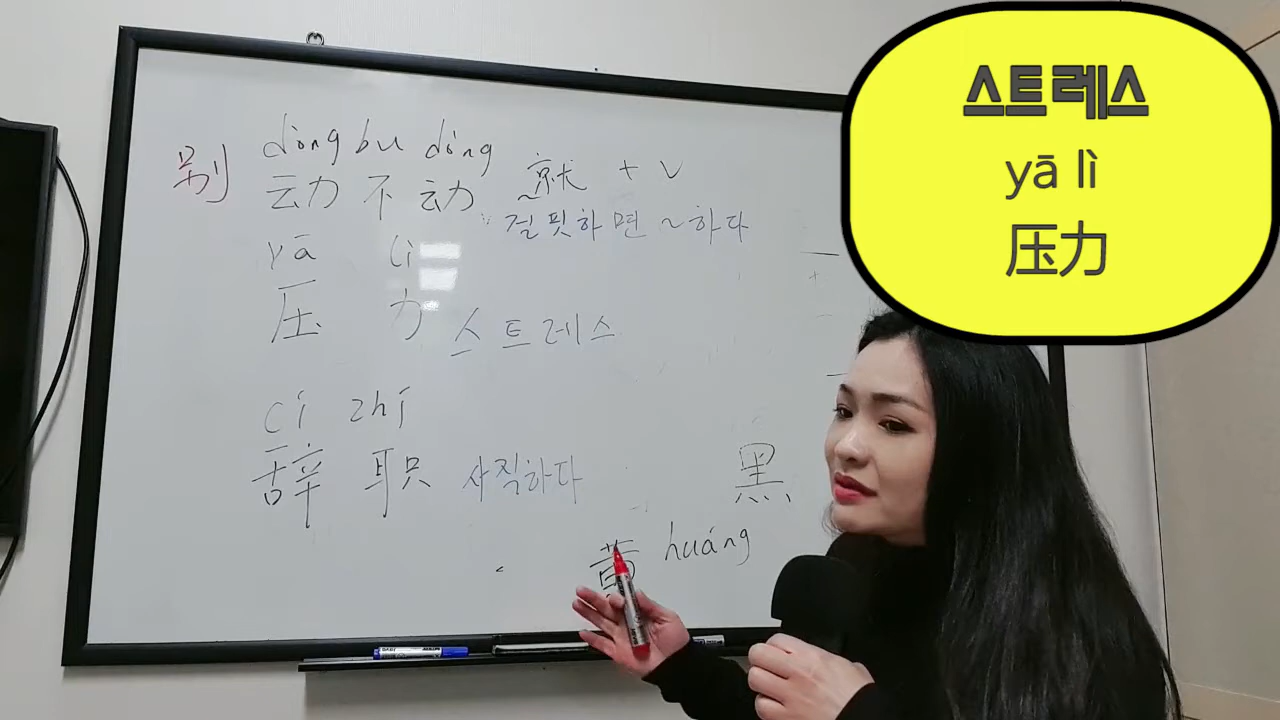 스트레스
yā lì
压力
dòng bu dòng
别 动不动 就 + V
걸핏하면 ~하다
yā lì
压 力 스트레스
cí zhí
辞 职 사직하다
黑
黄 huáng